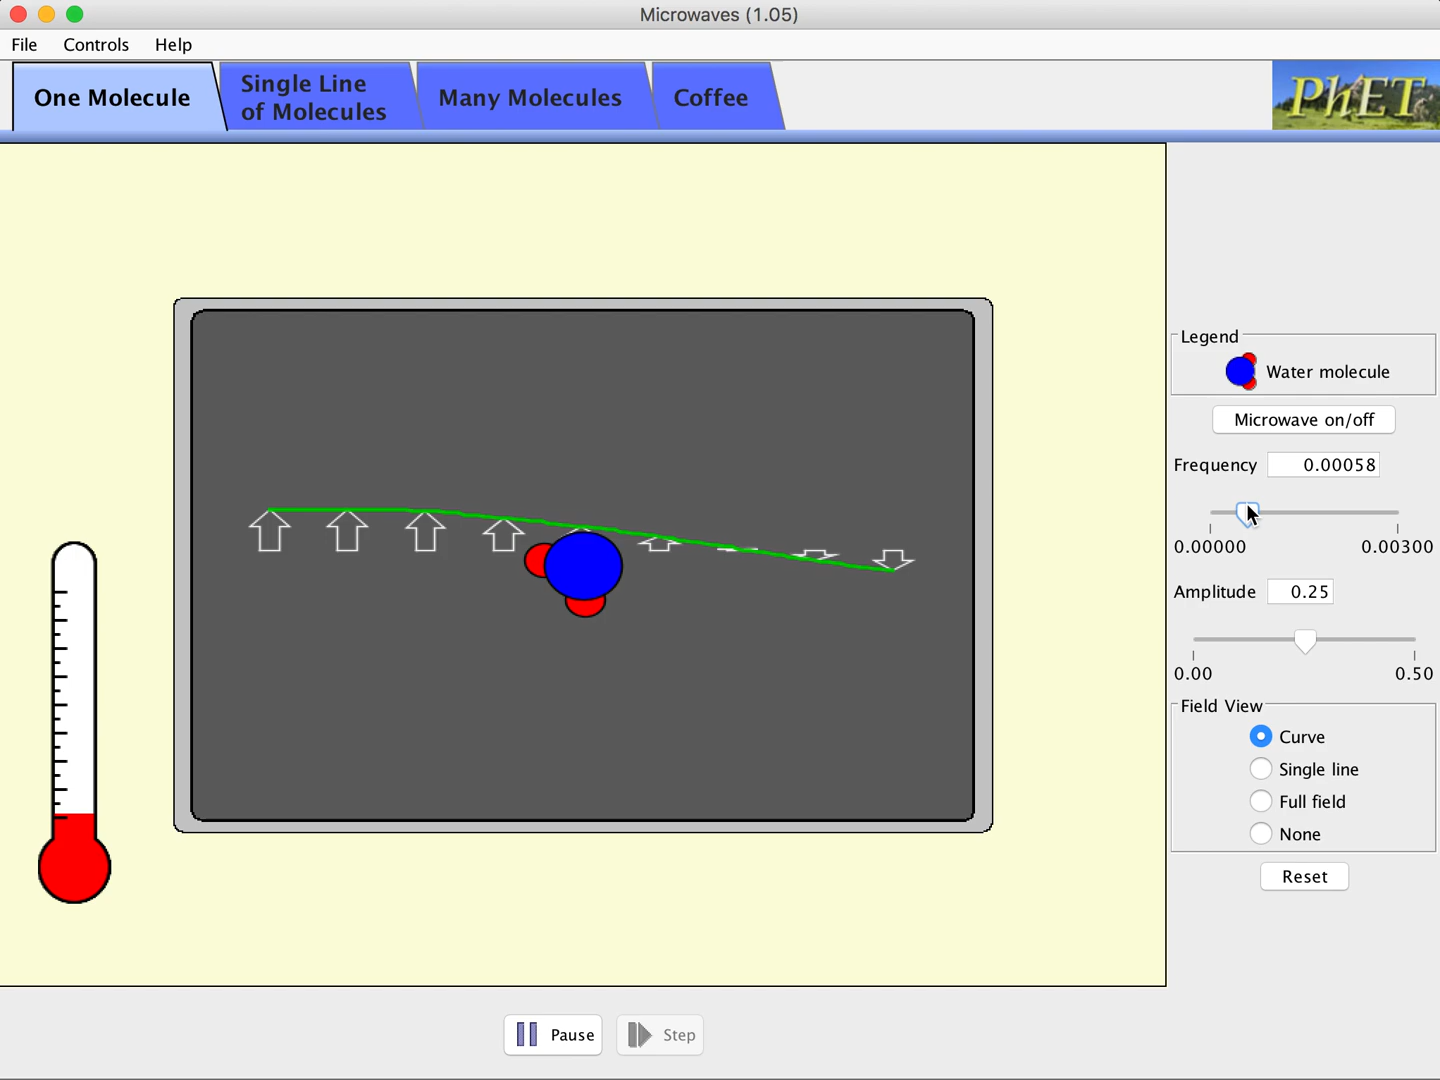 Microwaves (1.05)
File Controls Help
One Molecule
Single Line
of Molecules
Many Molecules
Coffee
PhET
Legend
Water molecule
Microwave on/off
Frequency 0.00058
0.00000 0.00300
Amplitude 0.25
0.00 0.50
Field View
Curve
Single line
Full field
None
Reset
Pause Step